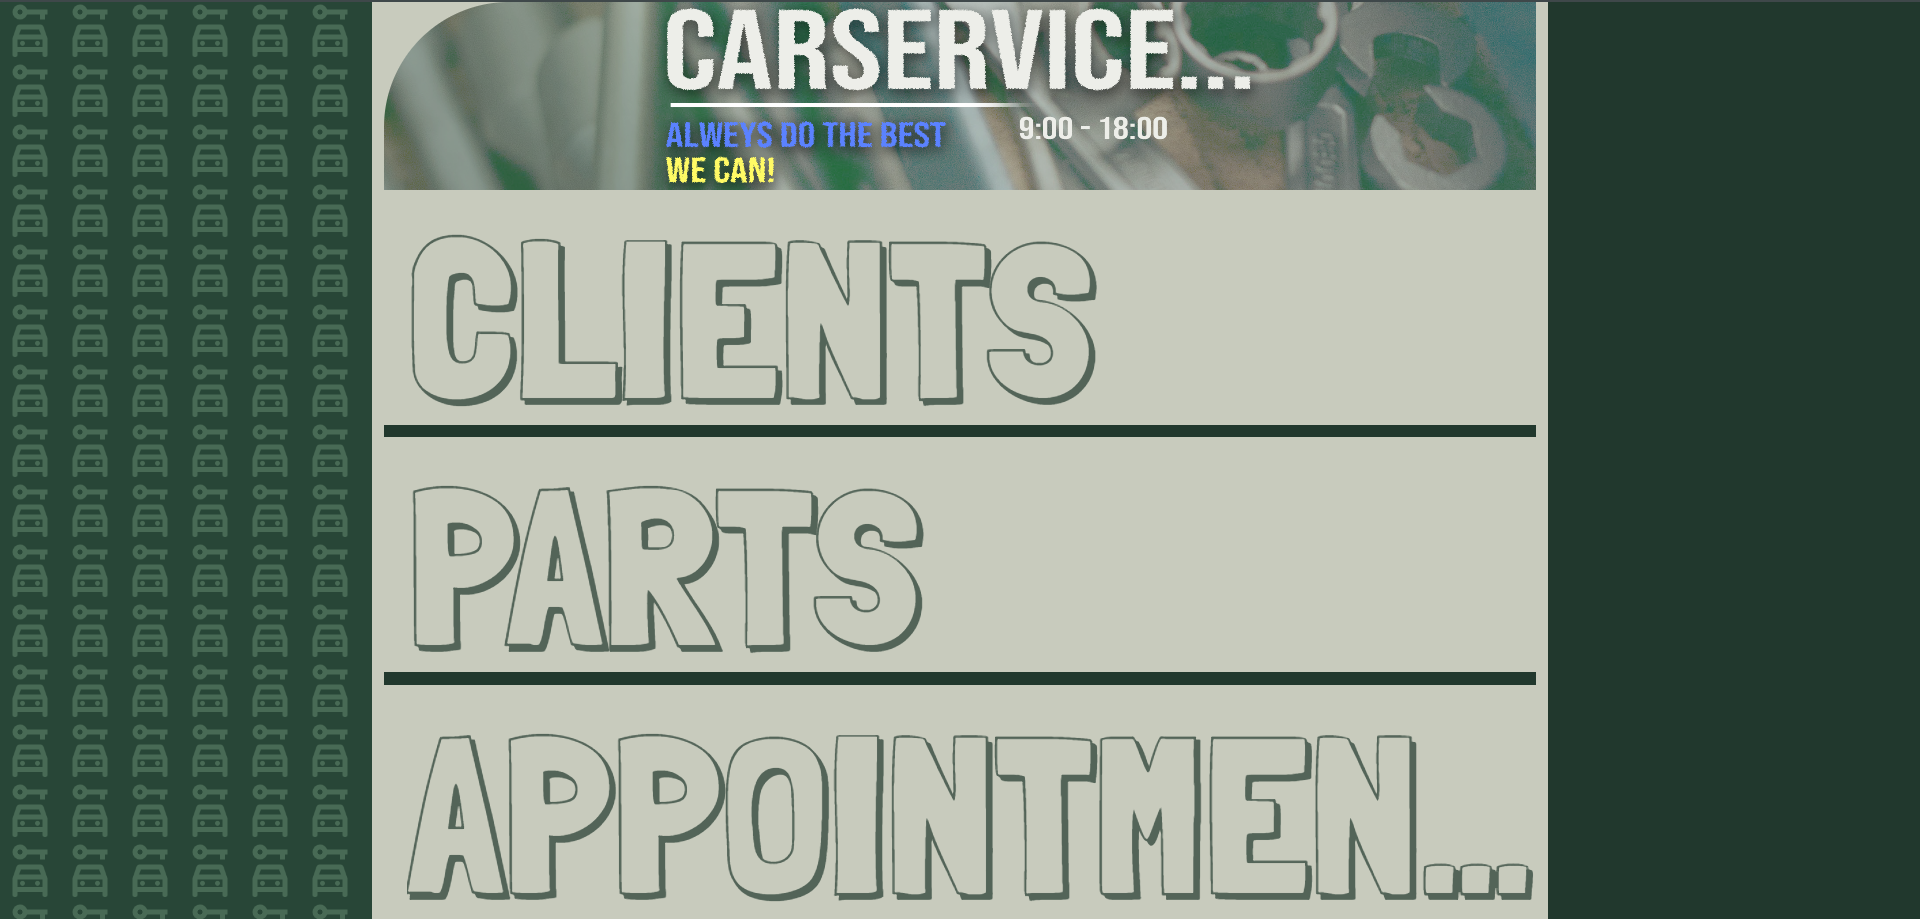 CARSERVICE...
ALWEYS DO THE BEST
WE CAN!
9:00 - 18:00
CLIENTS
PARTS
APPOINTMEN...